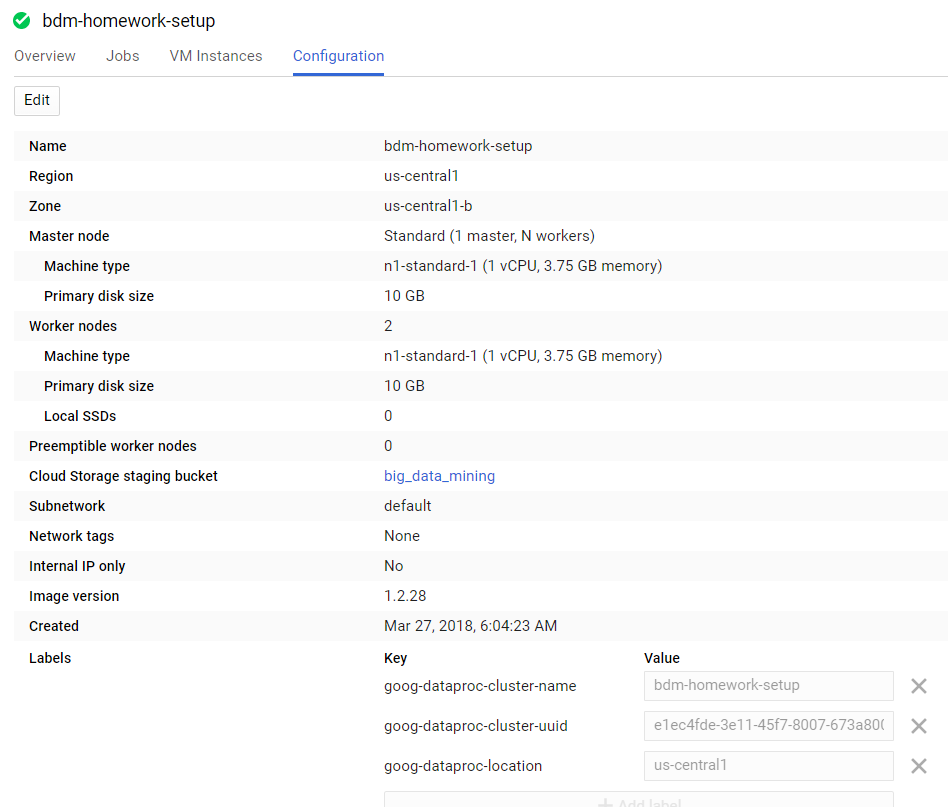 bdm-homework-setup
Overview Jobs VM Instances Configuration
Edit
Name bdm-homework-setup
Region us-central1
Zone us-central1-b
Master node Standard (1 master, N workers)
Machine type n1-standard-1 (1 vCPU, 3.75 GB memory)
Primary disk size 10 GB
Worker nodes 2
Machine type n1-standard-1 (1 vCPU, 3.75 GB memory)
Primary disk size 10 GB
Local SSDs 0
Preemptible worker nodes 0
Cloud Storage staging bucket big_data_mining
Subnetwork default
Network tags None
Internal IP only No
Image version 1.2.28
Created Mar 27, 2018, 6:04:23 AM
Labels Key Value
goog-dataproc-cluster-name bdm-homework-setup
goog-dataproc-cluster-uuid e1ec4fde-3e11-45f7-8007-673a800
goog-dataproc-location us-central1
Add label